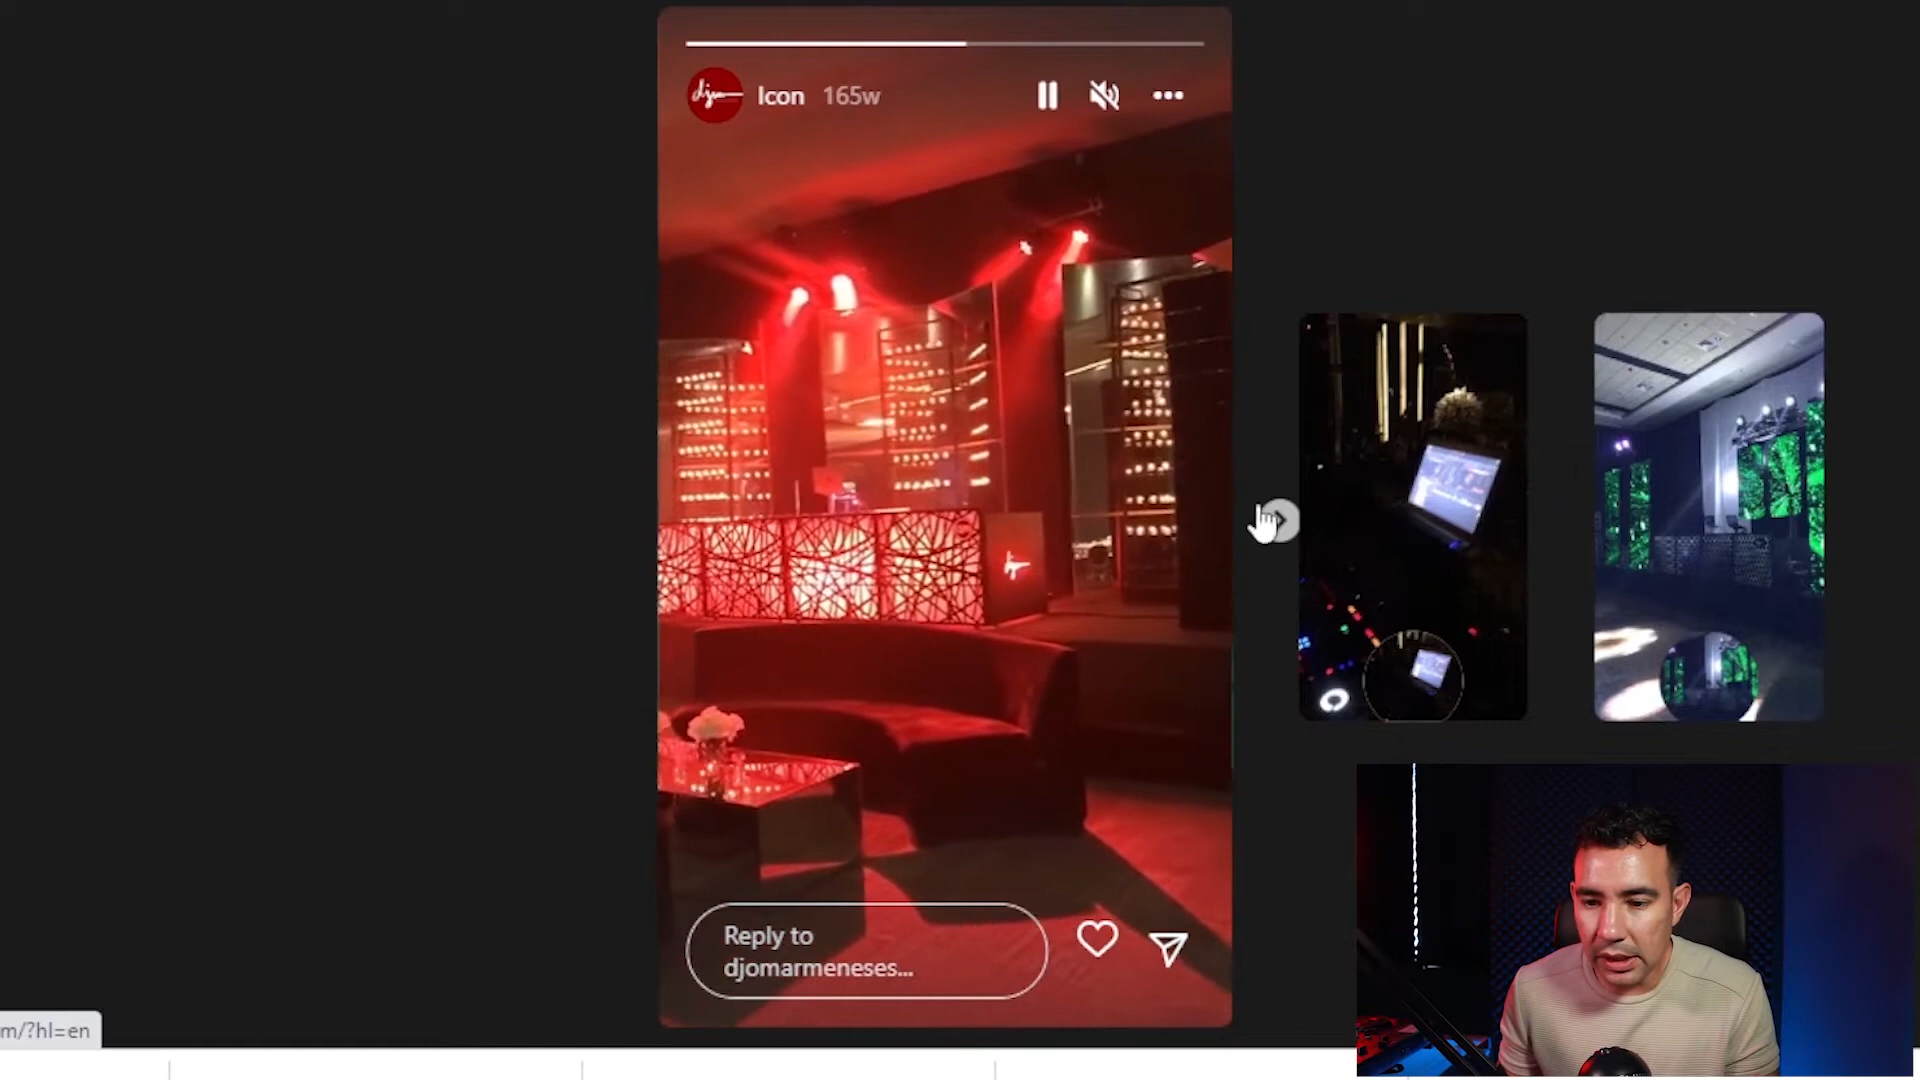 Icon 165w
Reply to
djomarmeneses...
m/?hl=en